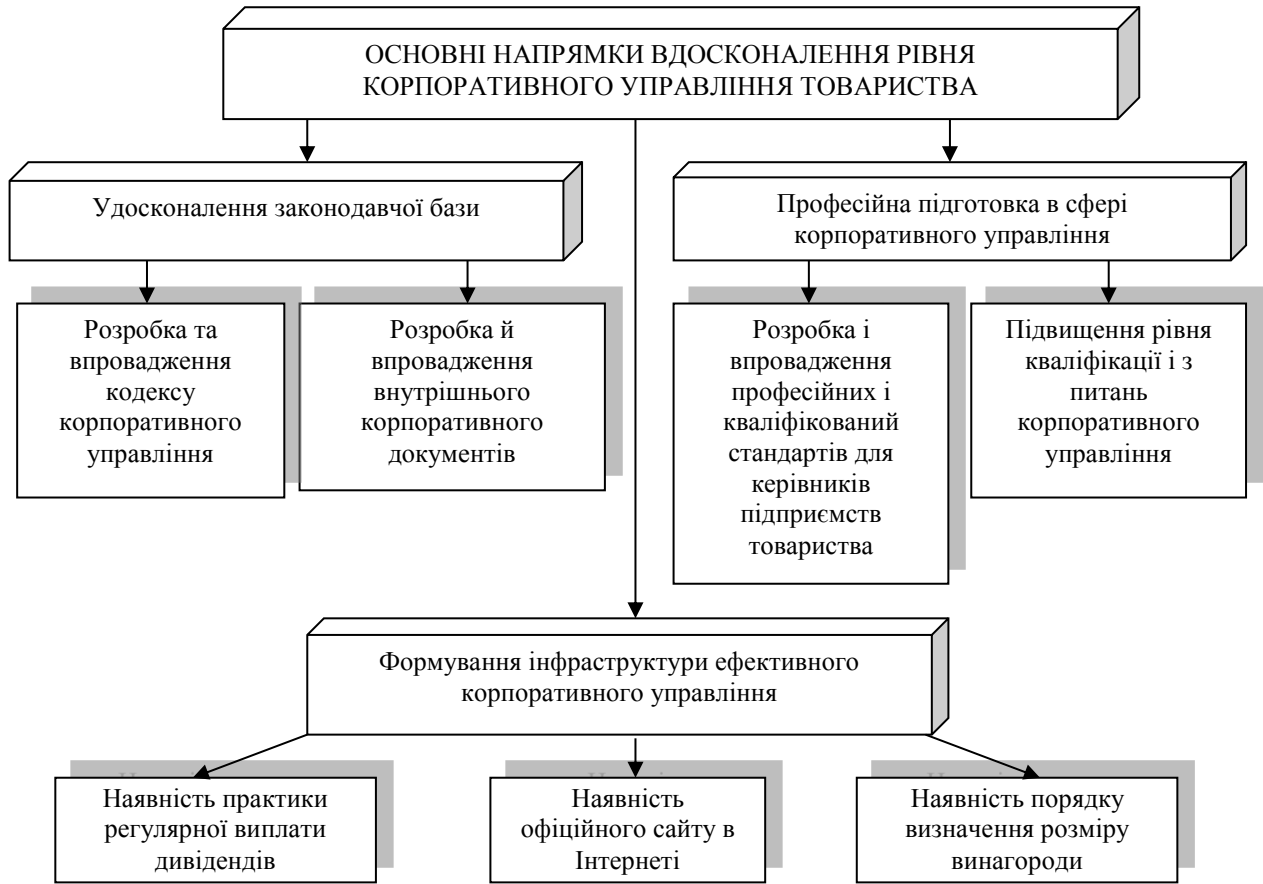 ОСНОВНІ НАПРЯМКИ ВДОСКОНАЛЕННЯ РІВНЯ
КОРПОРАТИВНОГО УПРАВЛІННЯ ТОВАРИСТВА
Удосконалення законодавчої бази
Професійна підготовка в сфері
корпоративного управління
Розробка та
впровадження
кодексу
корпоративного
управління
Розробка й
впровадження
внутрішнього
корпоративного
документів
Розробка і
впровадження
професійних і
кваліфікований
стандартів для
керівників
підприємств
товариства
Підвищення рівня
кваліфікації і з
питань
корпоративного
управління
Формування інфраструктури ефективного
корпоративного управління
Наявність практики
регулярної виплати
дивідендів
Наявність
офіційного сайту в
Інтернеті
Наявність порядку
визначення розміру
винагороди